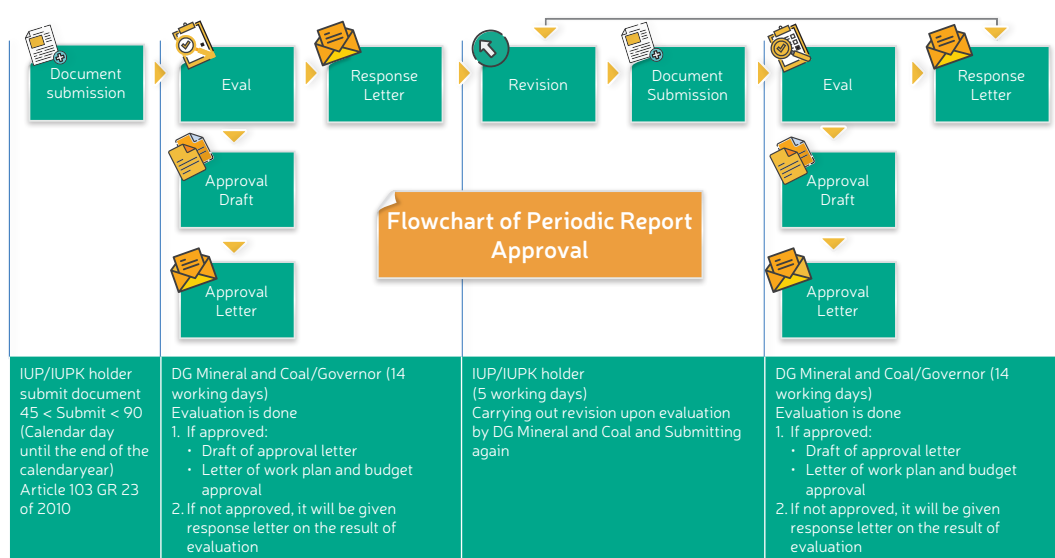 Document
submission
Eval
Response
Letter
Revision
Document
Submission
Eval
Response
Letter
Approval
Draft
Approval
Draft
Flowchart of Periodic Report
Approval
Approval
Letter
Approval
Letter
IUP/IUPK holder
submit document
45 < Submit < 90
(Calendar day
until the end of the
calendaryear)
Article 103 GR 23
of 2010
DG Mineral and Coal/Governor (14
working days)
Evaluation is done
1. If approved:
• Draft of approval letter
• Letter of work plan and budget
approval
2. If not approved, it will be given
response letter on the result of
evaluation
IUP/IUPK holder
(5 working days)
Carrying out revision upon evaluation
by DG Mineral and Coal and Submitting
again
DG Mineral and Coal/Governor (14
working days)
Evaluation is done
1. If approved:
• Draft of approval letter
• Letter of work plan and budget
approval
2. If not approved, it will be given
response letter on the result of
evaluation